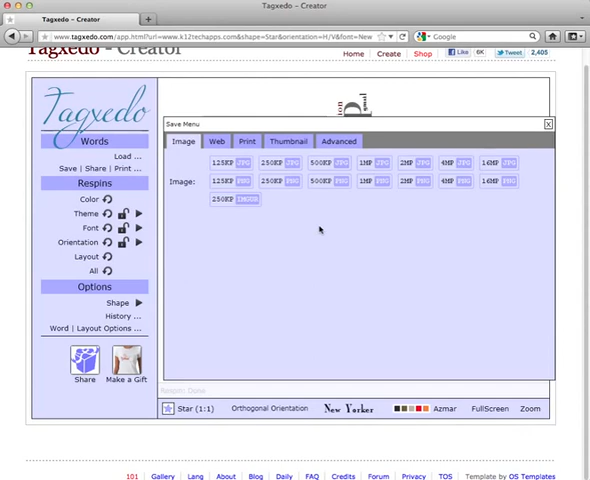 Tagxedo – Creator
Tagxedo – Creator
www.tagxedo.com/app.html?url=www.k12techapps.com&shape=Star&orientation=H/V&font=New
Google
Tagxedo - Creator
Home Create Shop Like 6K Tweet 2,405
Tagxedo
Words
Load ...
Save | Share | Print ...
Respins
Color
Theme
Font
Orientation
Layout
All
Options
Shape
History ...
Word | Layout Options ...
Share
Make a Gift
Save Menu
X
Image Web Print Thumbnail Advanced
125KP JPG 250KP JPG 500KP JPG 1MP JPG 2MP JPG 4MP JPG 16MP JPG
Image:
125KP PNG 250KP PNG 500KP PNG 1MP PNG 2MP PNG 4MP PNG 16MP PNG
250KP IMGUR
Respin: Done
Star (1:1) Orthogonal Orientation New Yorker Azmar FullScreen Zoom
101 Gallery Lang About Blog Daily FAQ Credits Forum Privacy TOS Template by OS Templates